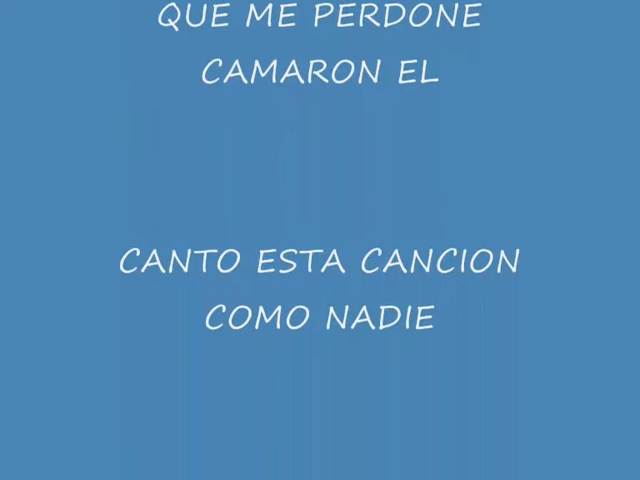 QUE ME PERDONE
CAMARON EL
CANTO ESTA CANCION
COMO NADIE